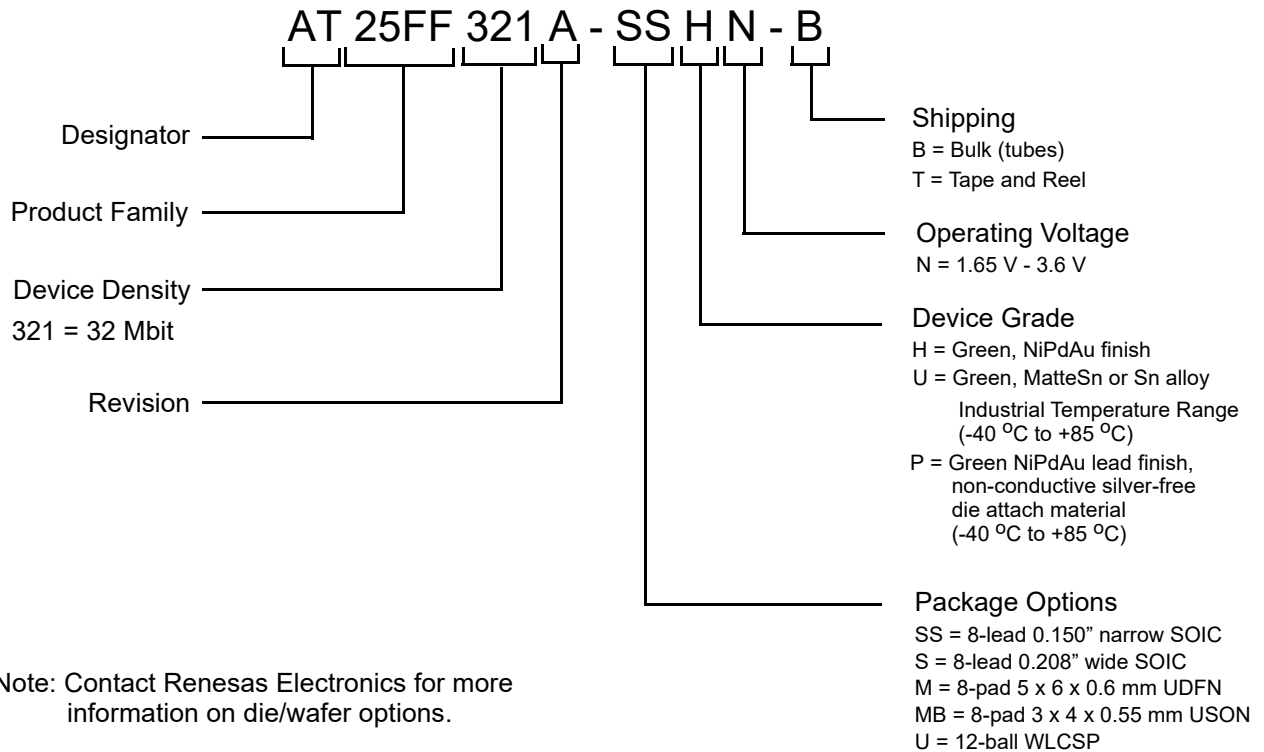 AT 25FF 321 A - SS H N - B
Designator
Product Family
Device Density
321 = 32 Mbit
Revision
Shipping
B = Bulk (tubes)
T = Tape and Reel
Operating Voltage
N = 1.65 V - 3.6 V
Device Grade
H = Green, NiPdAu finish
U = Green, MatteSn or Sn alloy
Industrial Temperature Range
(-40 ºC to +85 ºC)
P = Green NiPdAu lead finish,
non-conductive silver-free
die attach material
(-40 ºC to +85 ºC)
Package Options
SS = 8-lead 0.150” narrow SOIC
S = 8-lead 0.208” wide SOIC
M = 8-pad 5 x 6 x 0.6 mm UDFN
MB = 8-pad 3 x 4 x 0.55 mm USON
U = 12-ball WLCSP
Note: Contact Renesas Electronics for more
information on die/wafer options.